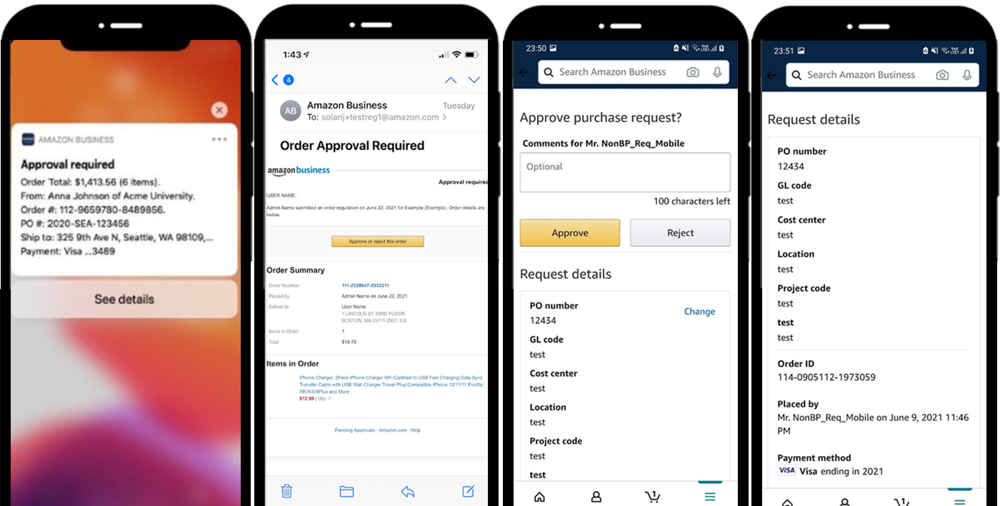 AMAZON BUSINESS
Approval required
Order Total: $1,413.56 (6 items).
From: Anna Johnson of Acme University.
Order #: 112-9659780-8489856.
PO #: 2020-SEA-123456
Ship to: 325 9th Ave N, Seattle, WA 98109,...
Payment: Visa ...3489
See details
1:43
4
AB
Amazon Business
Tuesday
To: solarij+testreg1@amazon.com
Order Approval Required
amazon business
Approval required
USER NAME:
Admin Name submitted an order requisition on June 22, 2021 for Example (Example). Order details are
below.
Approve or reject this order
Order Summary
Order Number 111-2528647-0332211
Placed by Admin Name on June 22, 2021
Deliver to User Name
1 LINCOLN ST 33RD FLOOR
BOSTON, MA 02111-2901, US
Items in Order 1
Total $19.79
Items in Order
iPhone Charger, 2Pack iPhone Charger MFi Certified to USB Fast Charging Data Sync
Transfer Cable with USB Wall Charger Travel Plug Compatible iPhone 12/11/11 Pro/Xs/
XR/X/8/8Plus and More
$12.99 | Qty: 1
Pending Approvals | Amazon.com | Help
23:50
Search Amazon Business
Approve purchase request?
Comments for Mr. NonBP_Req_Mobile
Optional
100 characters left
Approve
Reject
Request details
PO number
Change
12434
GL code
test
Cost center
test
Location
test
Project code
test
test
1
23:51
Search Amazon Business
Request details
PO number
12434
GL code
test
Cost center
test
Location
test
Project code
test
test
test
Order ID
114-0905112-1973059
Placed by
Mr. NonBP_Req_Mobile on June 9, 2021 11:46
PM
Payment method
VISA Visa ending in 2021
1